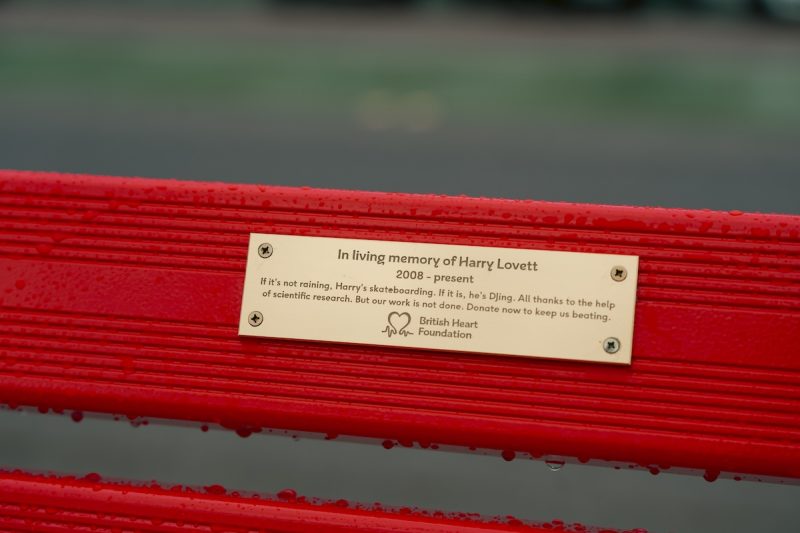 In living memory of Harry Lovett
2008 - present
If it's not raining, Harry's skateboarding. If it is, he's DJing. All thanks to the help
of scientific research. But our work is not done. Donate now to keep us beating.
British Heart
Foundation